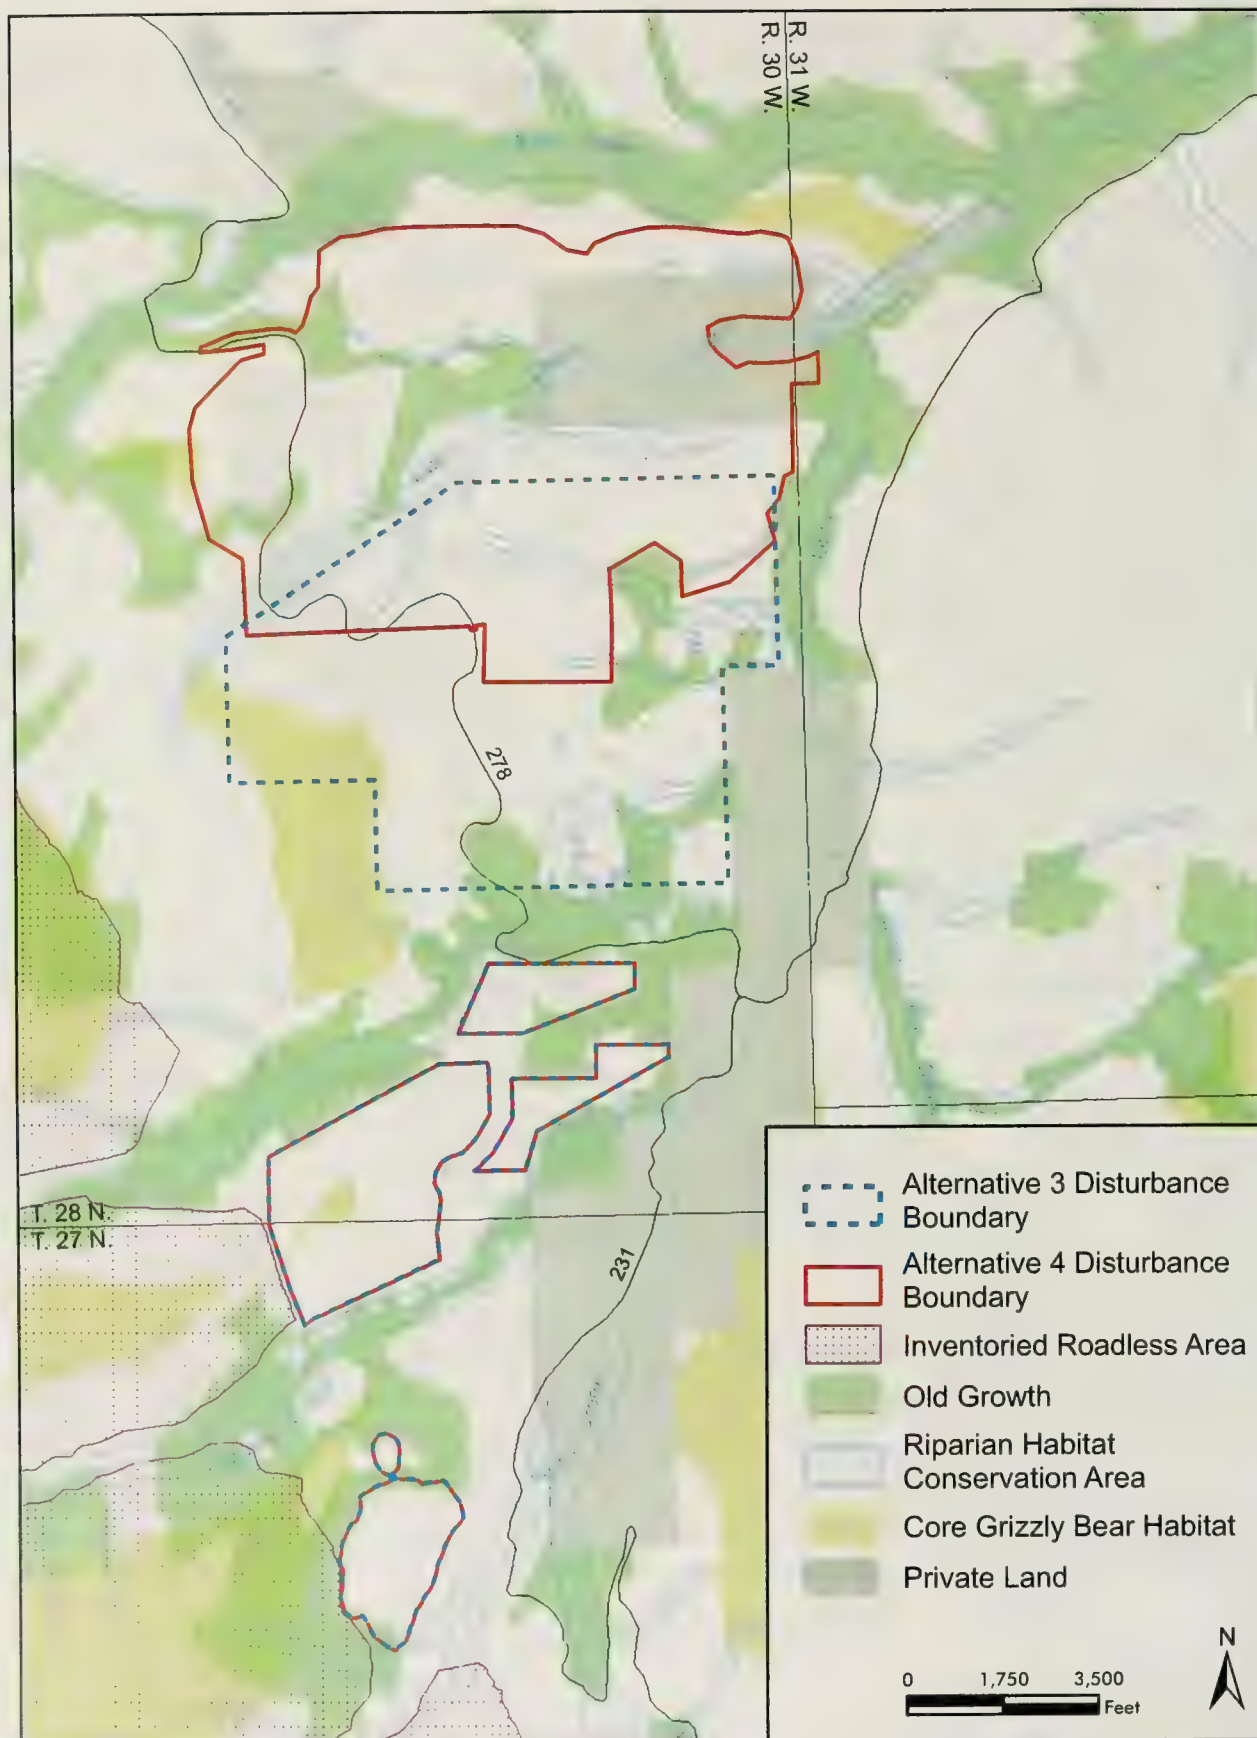 R. 31 W.
R. 30 W.
278
T. 28 N.
T. 27 N.
231
Alternative 3 Disturbance
Boundary
Alternative 4 Disturbance
Boundary
Inventoried Roadless Area
Old Growth
Riparian Habitat
Conservation Area
Core Grizzly Bear Habitat
Private Land
N
0 1,750 3,500
Feet